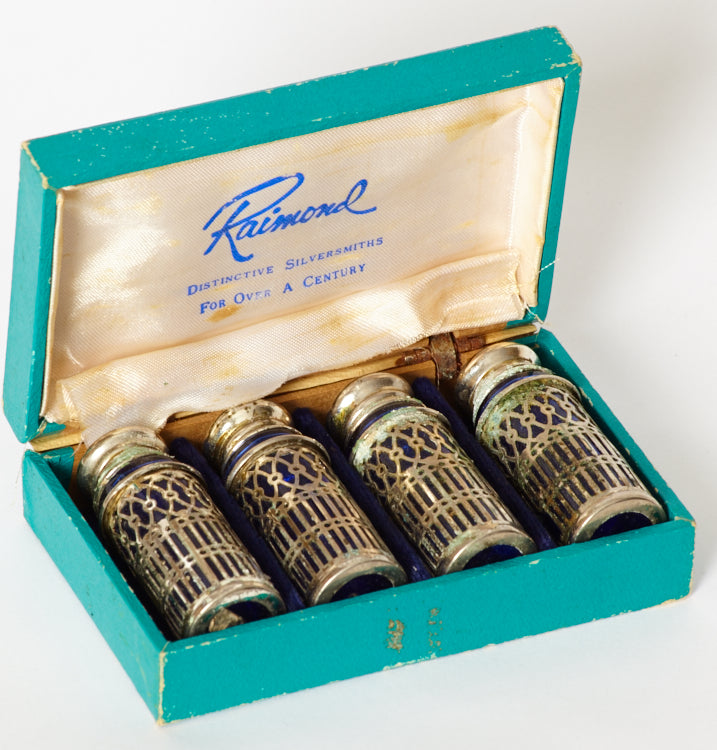 Raimond
DISTINCTIVE SILVERSMITHS
FOR OVER A CENTURY